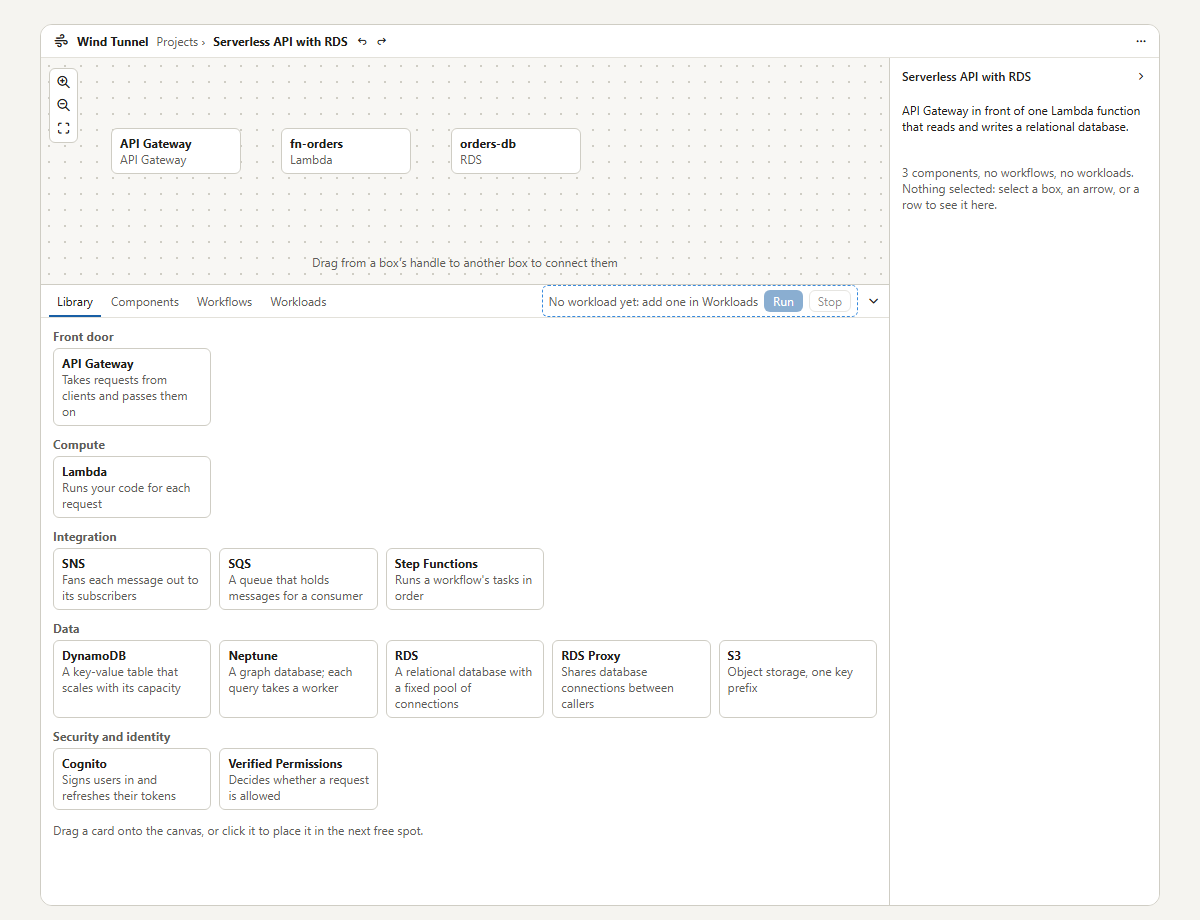 Wind Tunnel Projects › Serverless API with RDS
Serverless API with RDS
API Gateway in front of one Lambda function
that reads and writes a relational database.
3 components, no workflows, no workloads.
Nothing selected: select a box, an arrow, or a
row to see it here.
API Gateway
API Gateway
fn-orders
Lambda
orders-db
RDS
Drag from a box's handle to another box to connect them
Library Components Workflows Workloads
No workload yet: add one in Workloads Run Stop
Front door
API Gateway
Takes requests from
clients and passes them
on
Compute
Lambda
Runs your code for each
request
Integration
SNS
Fans each message out to
its subscribers
SQS
A queue that holds
messages for a consumer
Step Functions
Runs a workflow's tasks in
order
Data
DynamoDB
A key-value table that
scales with its capacity
Neptune
A graph database; each
query takes a worker
RDS
A relational database with
a fixed pool of
connections
RDS Proxy
Shares database
connections between
callers
S3
Object storage, one key
prefix
Security and identity
Cognito
Signs users in and
refreshes their tokens
Verified Permissions
Decides whether a request
is allowed
Drag a card onto the canvas, or click it to place it in the next free spot.